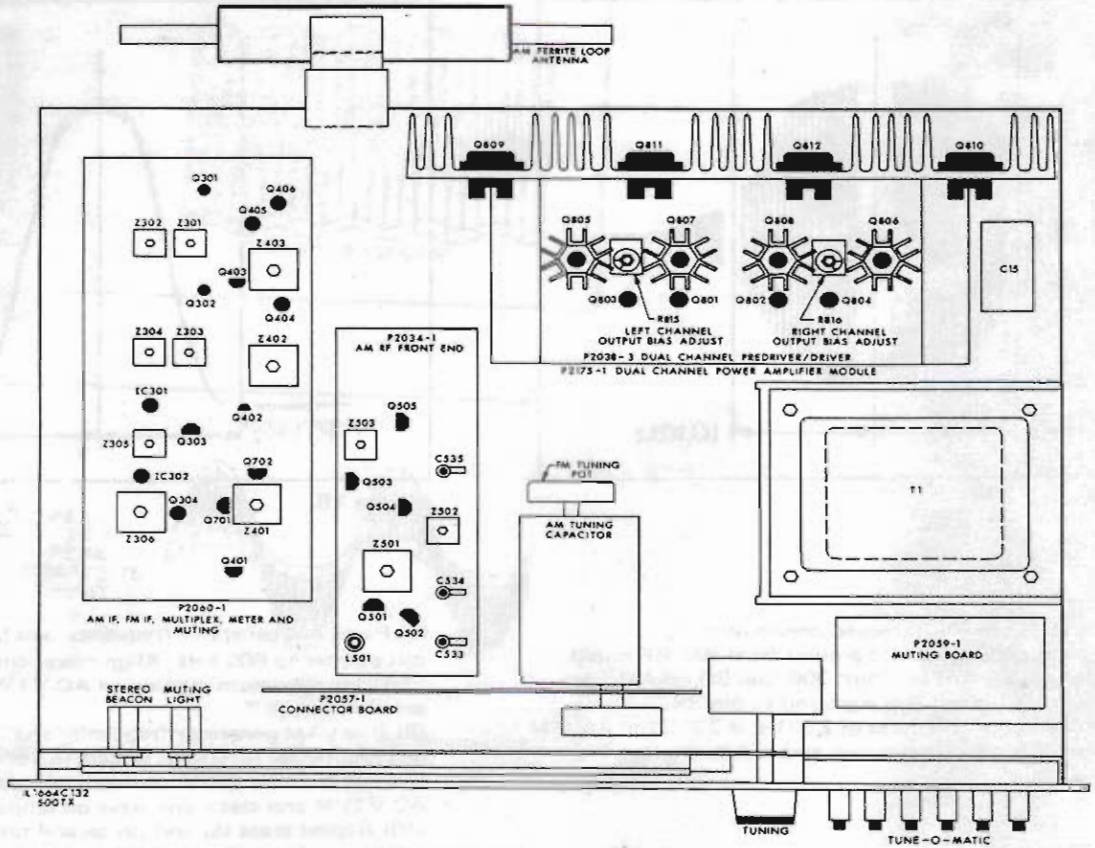 AM FERRITE LOOP
ANTENNA
Q809
Q811
Q812
Q810
Q301
Q406
Q405
Z302
Z301
Z403
Q403
Q302
Q404
Z304
Z303
Z402
IC301
Q402
Z305
Q303
Q702
IC302
Q304
Q701
Z401
Z306
Q401
P2060-1
AM IF, FM IF, MULTIPLEX, METER AND
MUTING
P2034-1
AM RF FRONT END
Q505
Z503
C535
Q503
Q504
Z502
Z501
C534
Q501
Q502
L501
C533
P2057-1
CONNECTOR BOARD
Q805
Q807
Q808
Q806
C15
Q803
Q801
Q802
Q804
R815
LEFT CHANNEL
OUTPUT BIAS ADJUST
R816
RIGHT CHANNEL
OUTPUT BIAS ADJUST
P2038-3 DUAL CHANNEL PREDRIVER/DRIVER
P2175-1 DUAL CHANNEL POWER AMPLIFIER MODULE
FM TUNING
POT
AM TUNING
CAPACITOR
T1
P2059-1
MUTING BOARD
STEREO MUTING
BEACON LIGHT
IL1664C132
500TX
TUNING
TUNE-O-MATIC